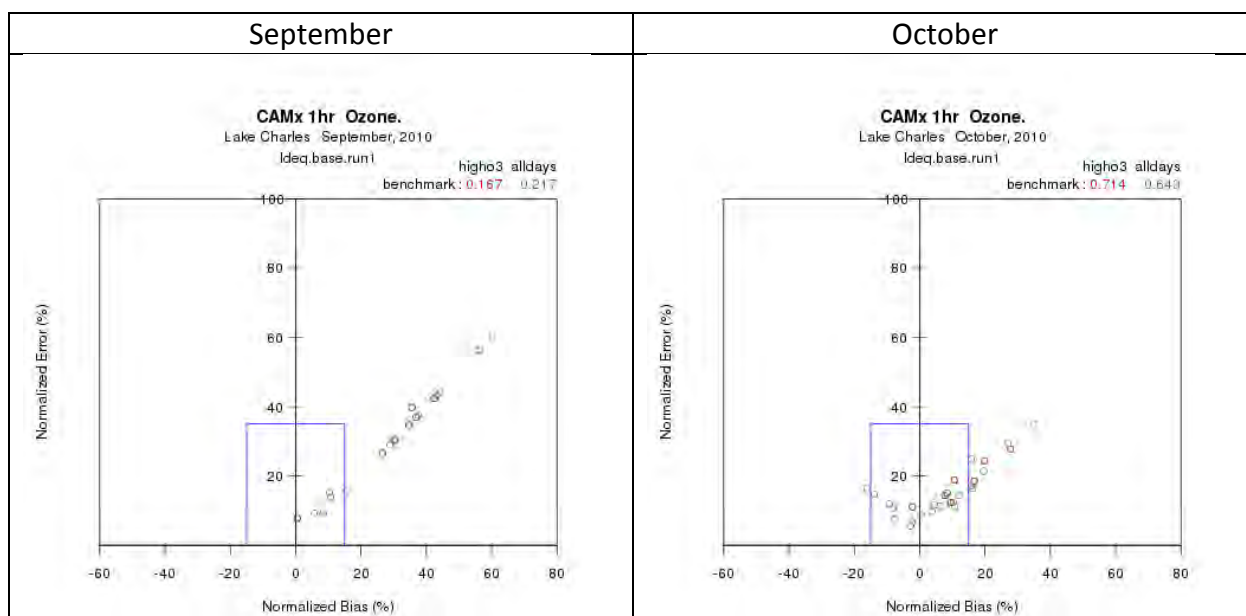 September
CAMx 1hr Ozone.
Lake Charles September, 2010
ldeq.base.run1
higho3 alldays
benchmark : 0.167 0.217
100
80
60
40
20
Normalized Error (%)
-60 -40 -20 0 20 40 60 80
Normalized Bias (%)
October
CAMx 1hr Ozone.
Lake Charles October, 2010
ldeq.base.run1
higho3 alldays
benchmark : 0.714 0.643
100
80
60
40
20
Normalized Error (%)
-60 -40 -20 0 20 40 60 80
Normalized Bias (%)